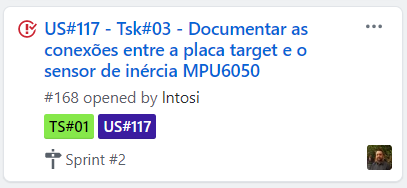 US#117 - Tsk#03 - Documentar as
conexões entre a placa target e o
sensor de inércia MPU6050
#168 opened by Intosi
TS#01 US#117
Sprint #2